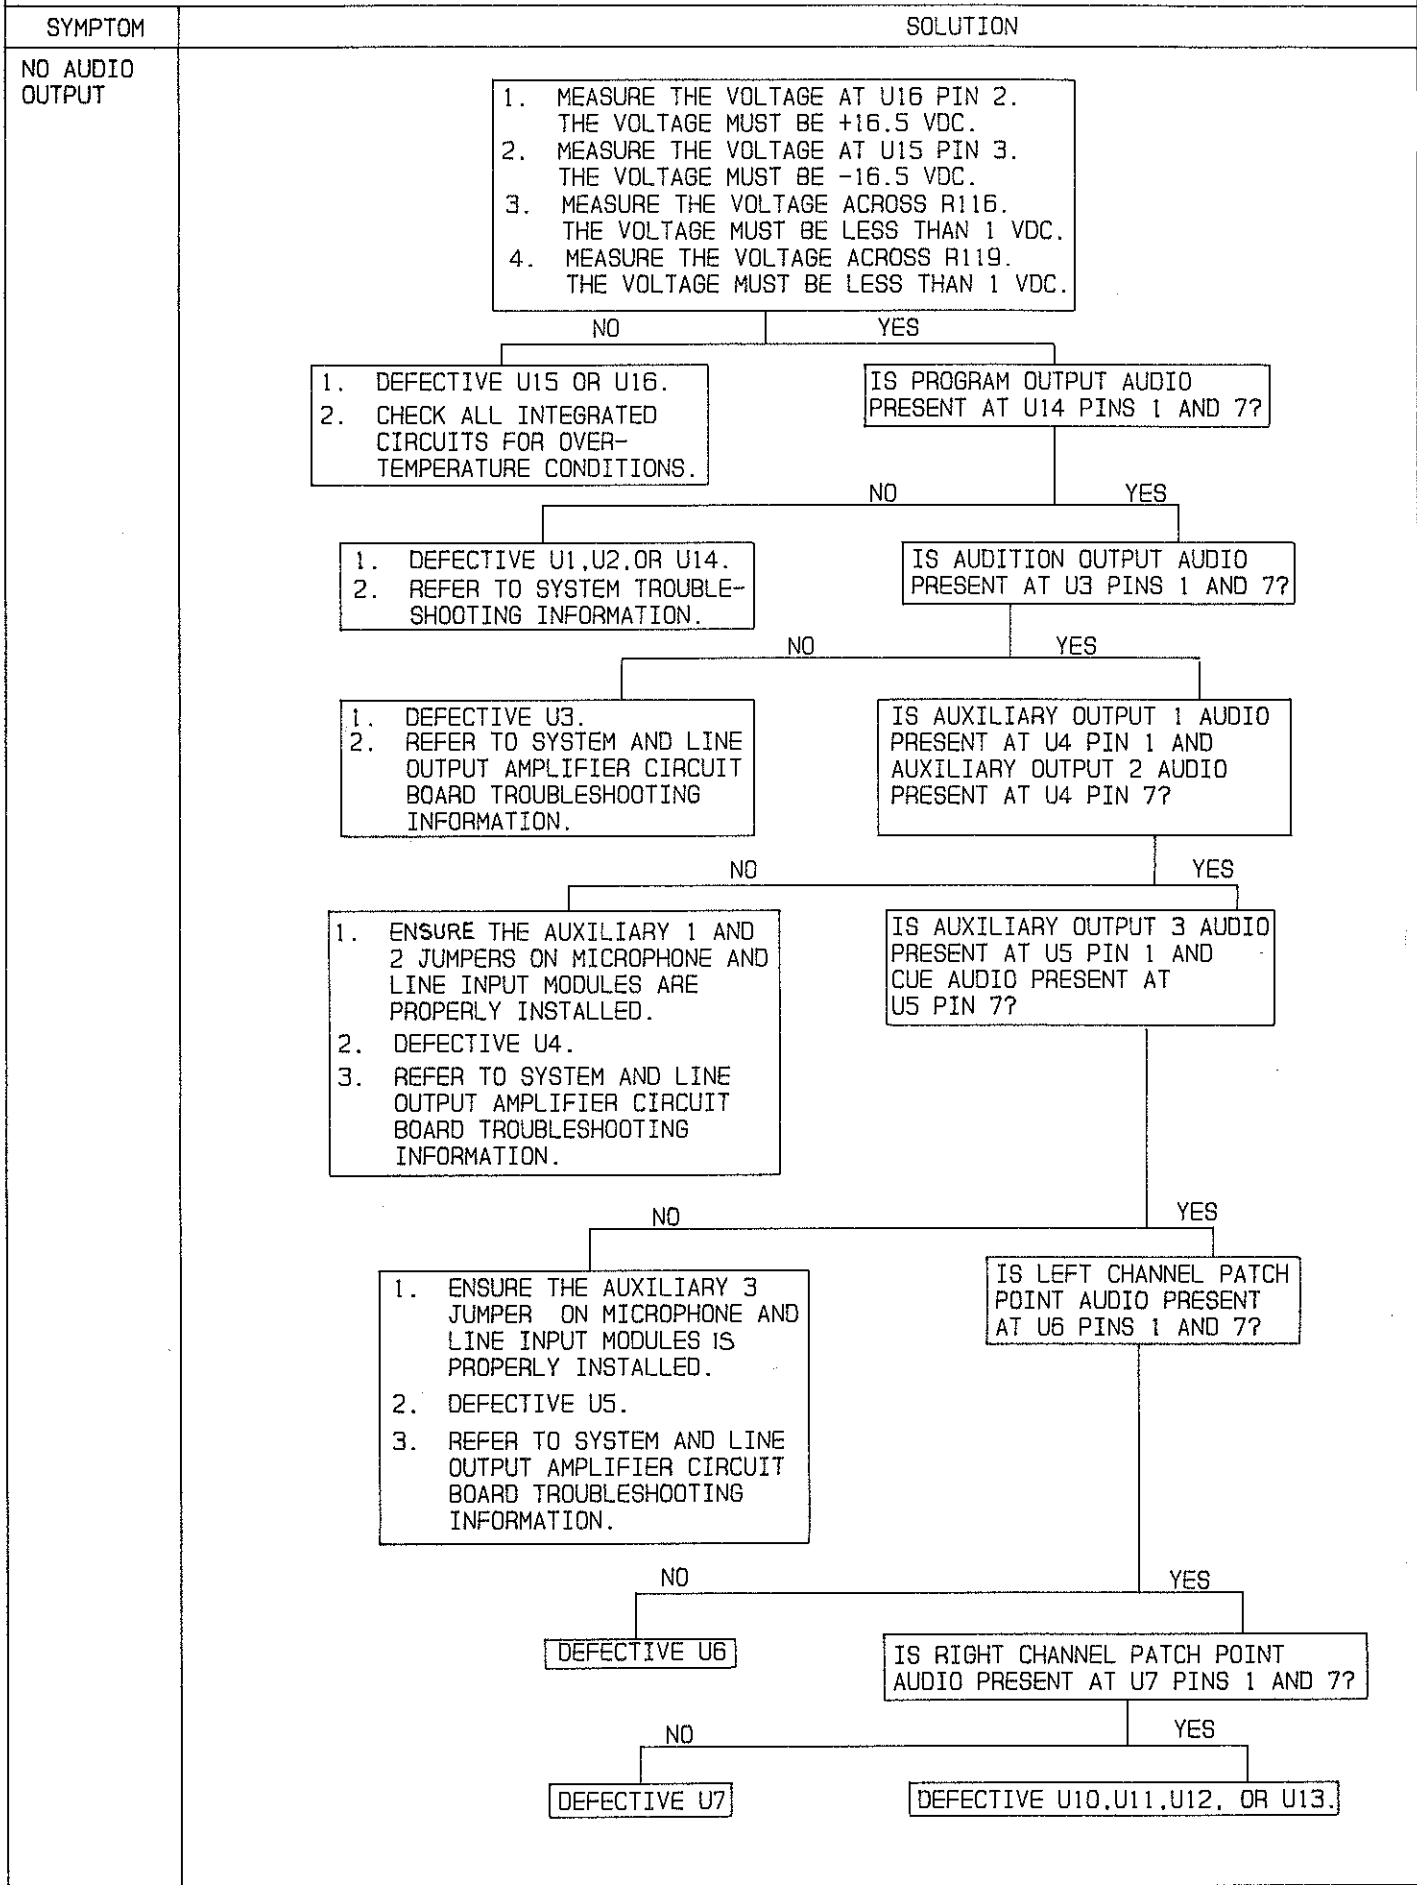 SYMPTOM
SOLUTION
NO AUDIO
OUTPUT
1. MEASURE THE VOLTAGE AT U16 PIN 2.
THE VOLTAGE MUST BE +16.5 VDC.
2. MEASURE THE VOLTAGE AT U15 PIN 3.
THE VOLTAGE MUST BE -16.5 VDC.
3. MEASURE THE VOLTAGE ACROSS R116.
THE VOLTAGE MUST BE LESS THAN 1 VDC.
4. MEASURE THE VOLTAGE ACROSS R119.
THE VOLTAGE MUST BE LESS THAN 1 VDC.
NO
YES
1. DEFECTIVE U15 OR U16.
2. CHECK ALL INTEGRATED
CIRCUITS FOR OVER-
TEMPERATURE CONDITIONS.
IS PROGRAM OUTPUT AUDIO
PRESENT AT U14 PINS 1 AND 7?
NO
YES
1. DEFECTIVE U1,U2,OR U14.
2. REFER TO SYSTEM TROUBLE-
SHOOTING INFORMATION.
IS AUDITION OUTPUT AUDIO
PRESENT AT U3 PINS 1 AND 7?
NO
YES
1. DEFECTIVE U3.
2. REFER TO SYSTEM AND LINE
OUTPUT AMPLIFIER CIRCUIT
BOARD TROUBLESHOOTING
INFORMATION.
IS AUXILIARY OUTPUT 1 AUDIO
PRESENT AT U4 PIN 1 AND
AUXILIARY OUTPUT 2 AUDIO
PRESENT AT U4 PIN 7?
NO
YES
1. ENSURE THE AUXILIARY 1 AND
2 JUMPERS ON MICROPHONE AND
LINE INPUT MODULES ARE
PROPERLY INSTALLED.
2. DEFECTIVE U4.
3. REFER TO SYSTEM AND LINE
OUTPUT AMPLIFIER CIRCUIT
BOARD TROUBLESHOOTING
INFORMATION.
IS AUXILIARY OUTPUT 3 AUDIO
PRESENT AT U5 PIN 1 AND
CUE AUDIO PRESENT AT
U5 PIN 7?
NO
YES
1. ENSURE THE AUXILIARY 3
JUMPER ON MICROPHONE AND
LINE INPUT MODULES IS
PROPERLY INSTALLED.
2. DEFECTIVE U5.
3. REFER TO SYSTEM AND LINE
OUTPUT AMPLIFIER CIRCUIT
BOARD TROUBLESHOOTING
INFORMATION.
IS LEFT CHANNEL PATCH
POINT AUDIO PRESENT
AT U6 PINS 1 AND 7?
NO
YES
DEFECTIVE U6
IS RIGHT CHANNEL PATCH POINT
AUDIO PRESENT AT U7 PINS 1 AND 7?
NO
YES
DEFECTIVE U7
DEFECTIVE U10,U11,U12, OR U13.